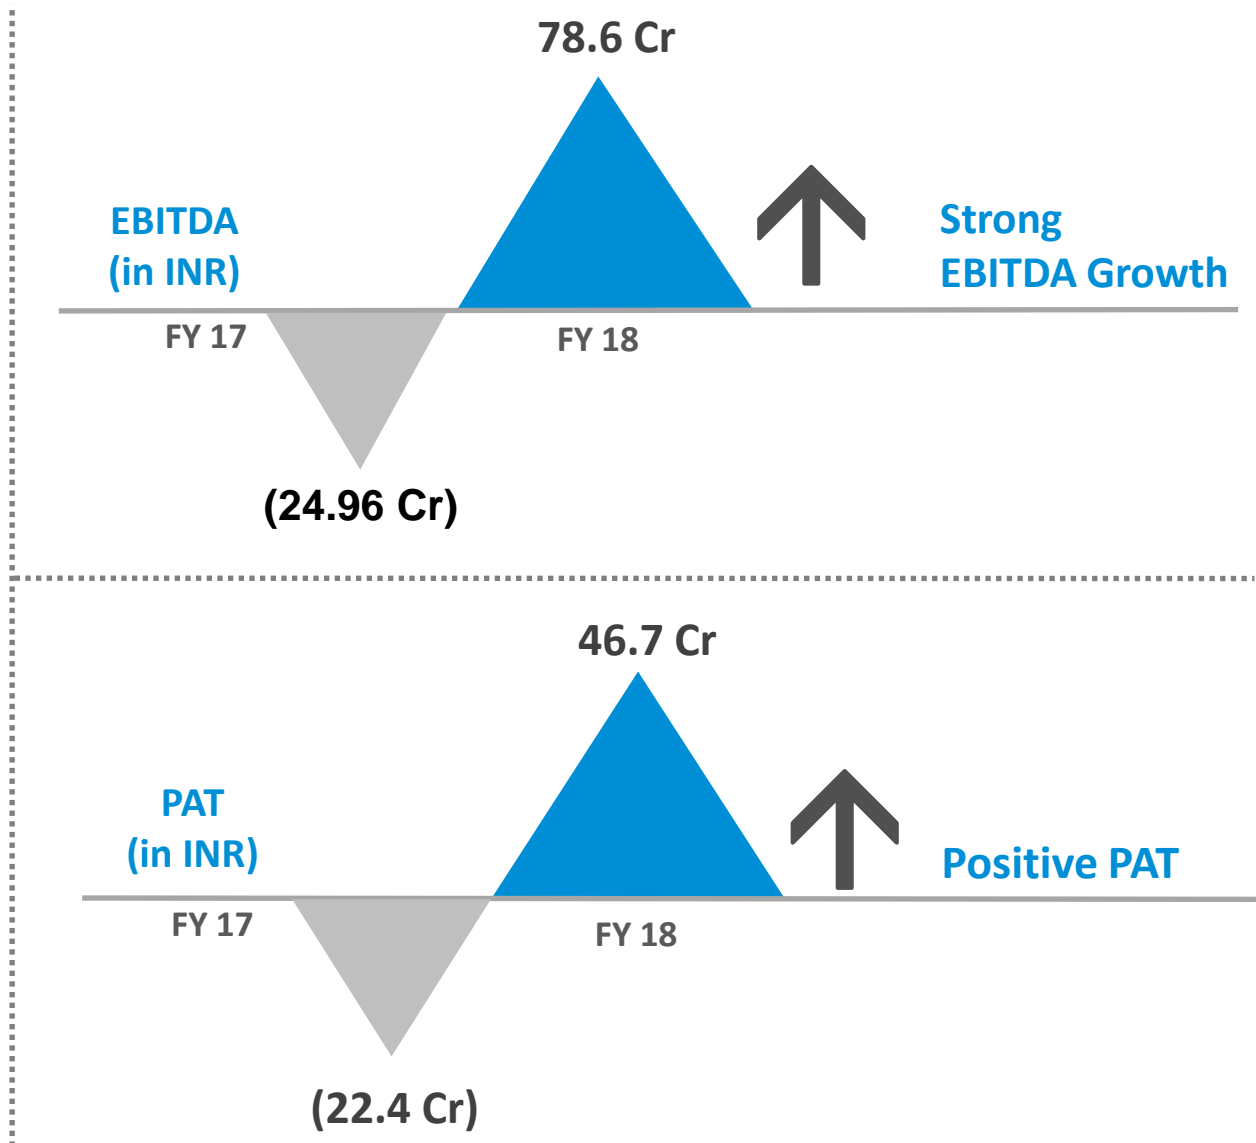 78.6 Cr
EBITDA
(in INR)
Strong
EBITDA Growth
FY 17
FY 18
(24.96 Cr)
46.7 Cr
PAT
(in INR)
Positive PAT
FY 17
FY 18
(22.4 Cr)